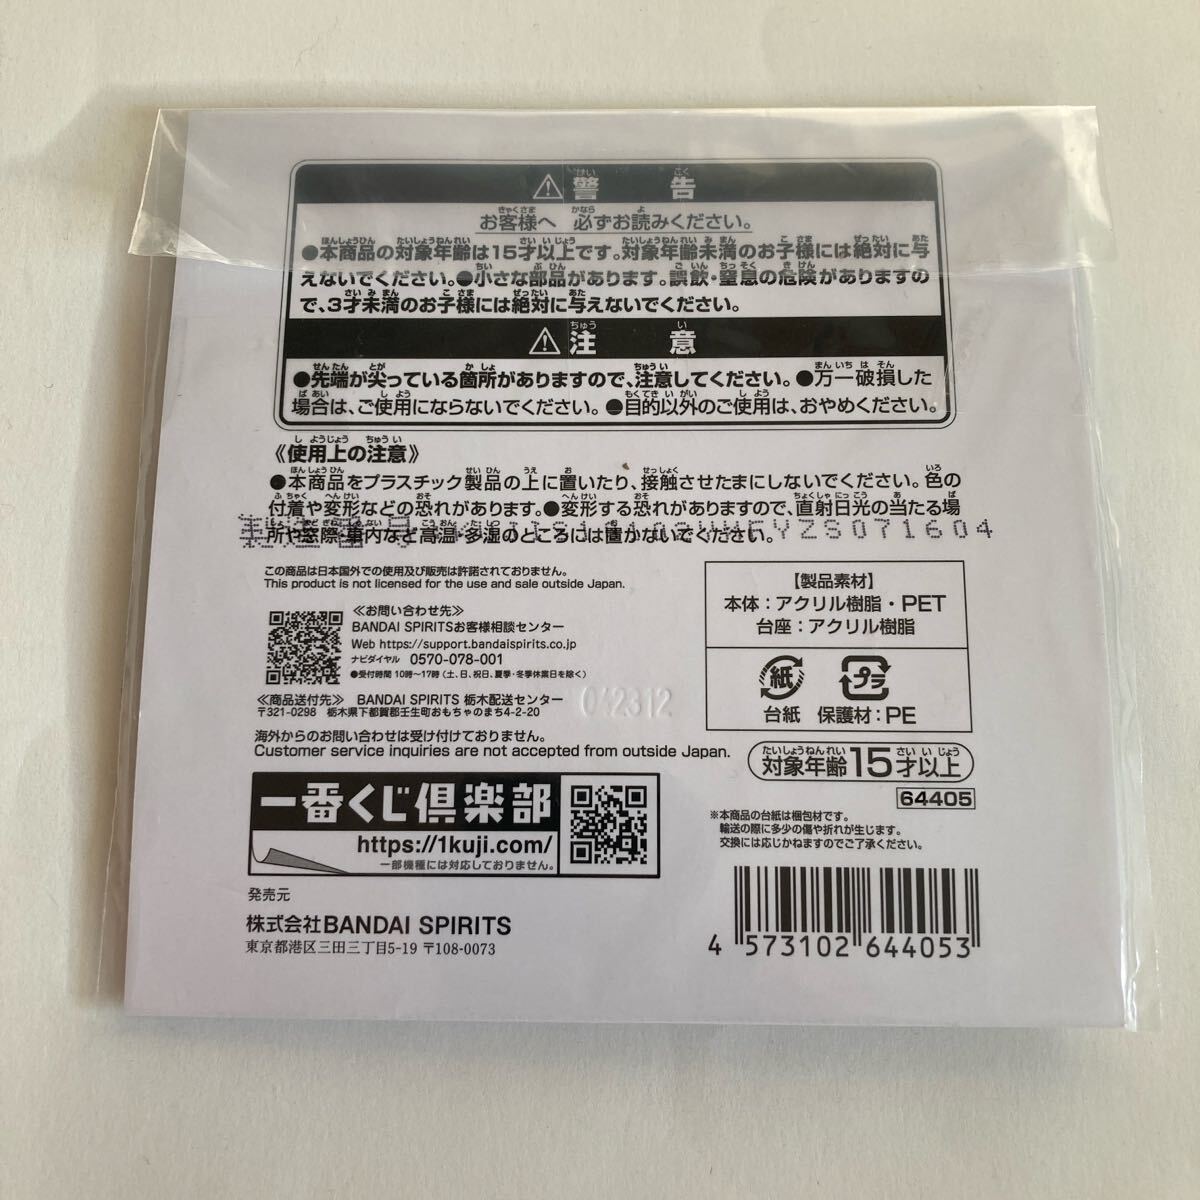 ⚠警告
お客様へ 必ずお読みください。
●本商品の対象年齢は15才以上です。対象年齢未満のお子様には絶対に与
えないでください。●小さな部品があります。誤飲・窒息の危険がありますの
で、3才未満のお子様には絶対に与えないでください。
⚠注意
●先端が尖っている箇所がありますので、注意してください。●万一破損した
場合は、ご使用にならないでください。●目的以外のご使用は、おやめください。
《使用上の注意》
●本商品をプラスチック製品の上に置いたり、接触させたまにしないでください。色の
付着や変形などの恐れがあります。●変形する恐れがありますので、直射日光の当たる場
所や窓際・車内など高温・多湿のところには置かないでください。
YZS071604
この商品は日本国外での使用及び販売は許諾されておりません。
This product is not licensed for the use and sale outside Japan.
≪お問い合わせ先≫
BANDAI SPIRITSお客様相談センター
Web https://support.bandaispirits.co.jp
ナビダイヤル 0570-078-001
●受付時間 10時～17時(土、日、祝日、夏季・冬季休業日を除く)
≪商品送付先≫ BANDAI SPIRITS 栃木配送センター
〒321-0298 栃木県下都賀郡壬生町おもちゃのまち4-2-20
海外からのお問い合わせは受け付けておりません。
Customer service inquiries are not accepted from outside Japan.
【製品素材】
本体：アクリル樹脂・PET
台座：アクリル樹脂
紙 プラ
台紙 保護材：PE
対象年齢15才以上
64405
※本商品の台紙は梱包材です。
輸送の際に多少の傷や折れが生じます。
交換には応じかねますのでご了承ください。
一番くじ倶楽部
https://1kuji.com/
一部機種には対応しておりません。
発売元
株式会社BANDAI SPIRITS
東京都港区三田三丁目5-19 〒108-0073
4 573102 644053